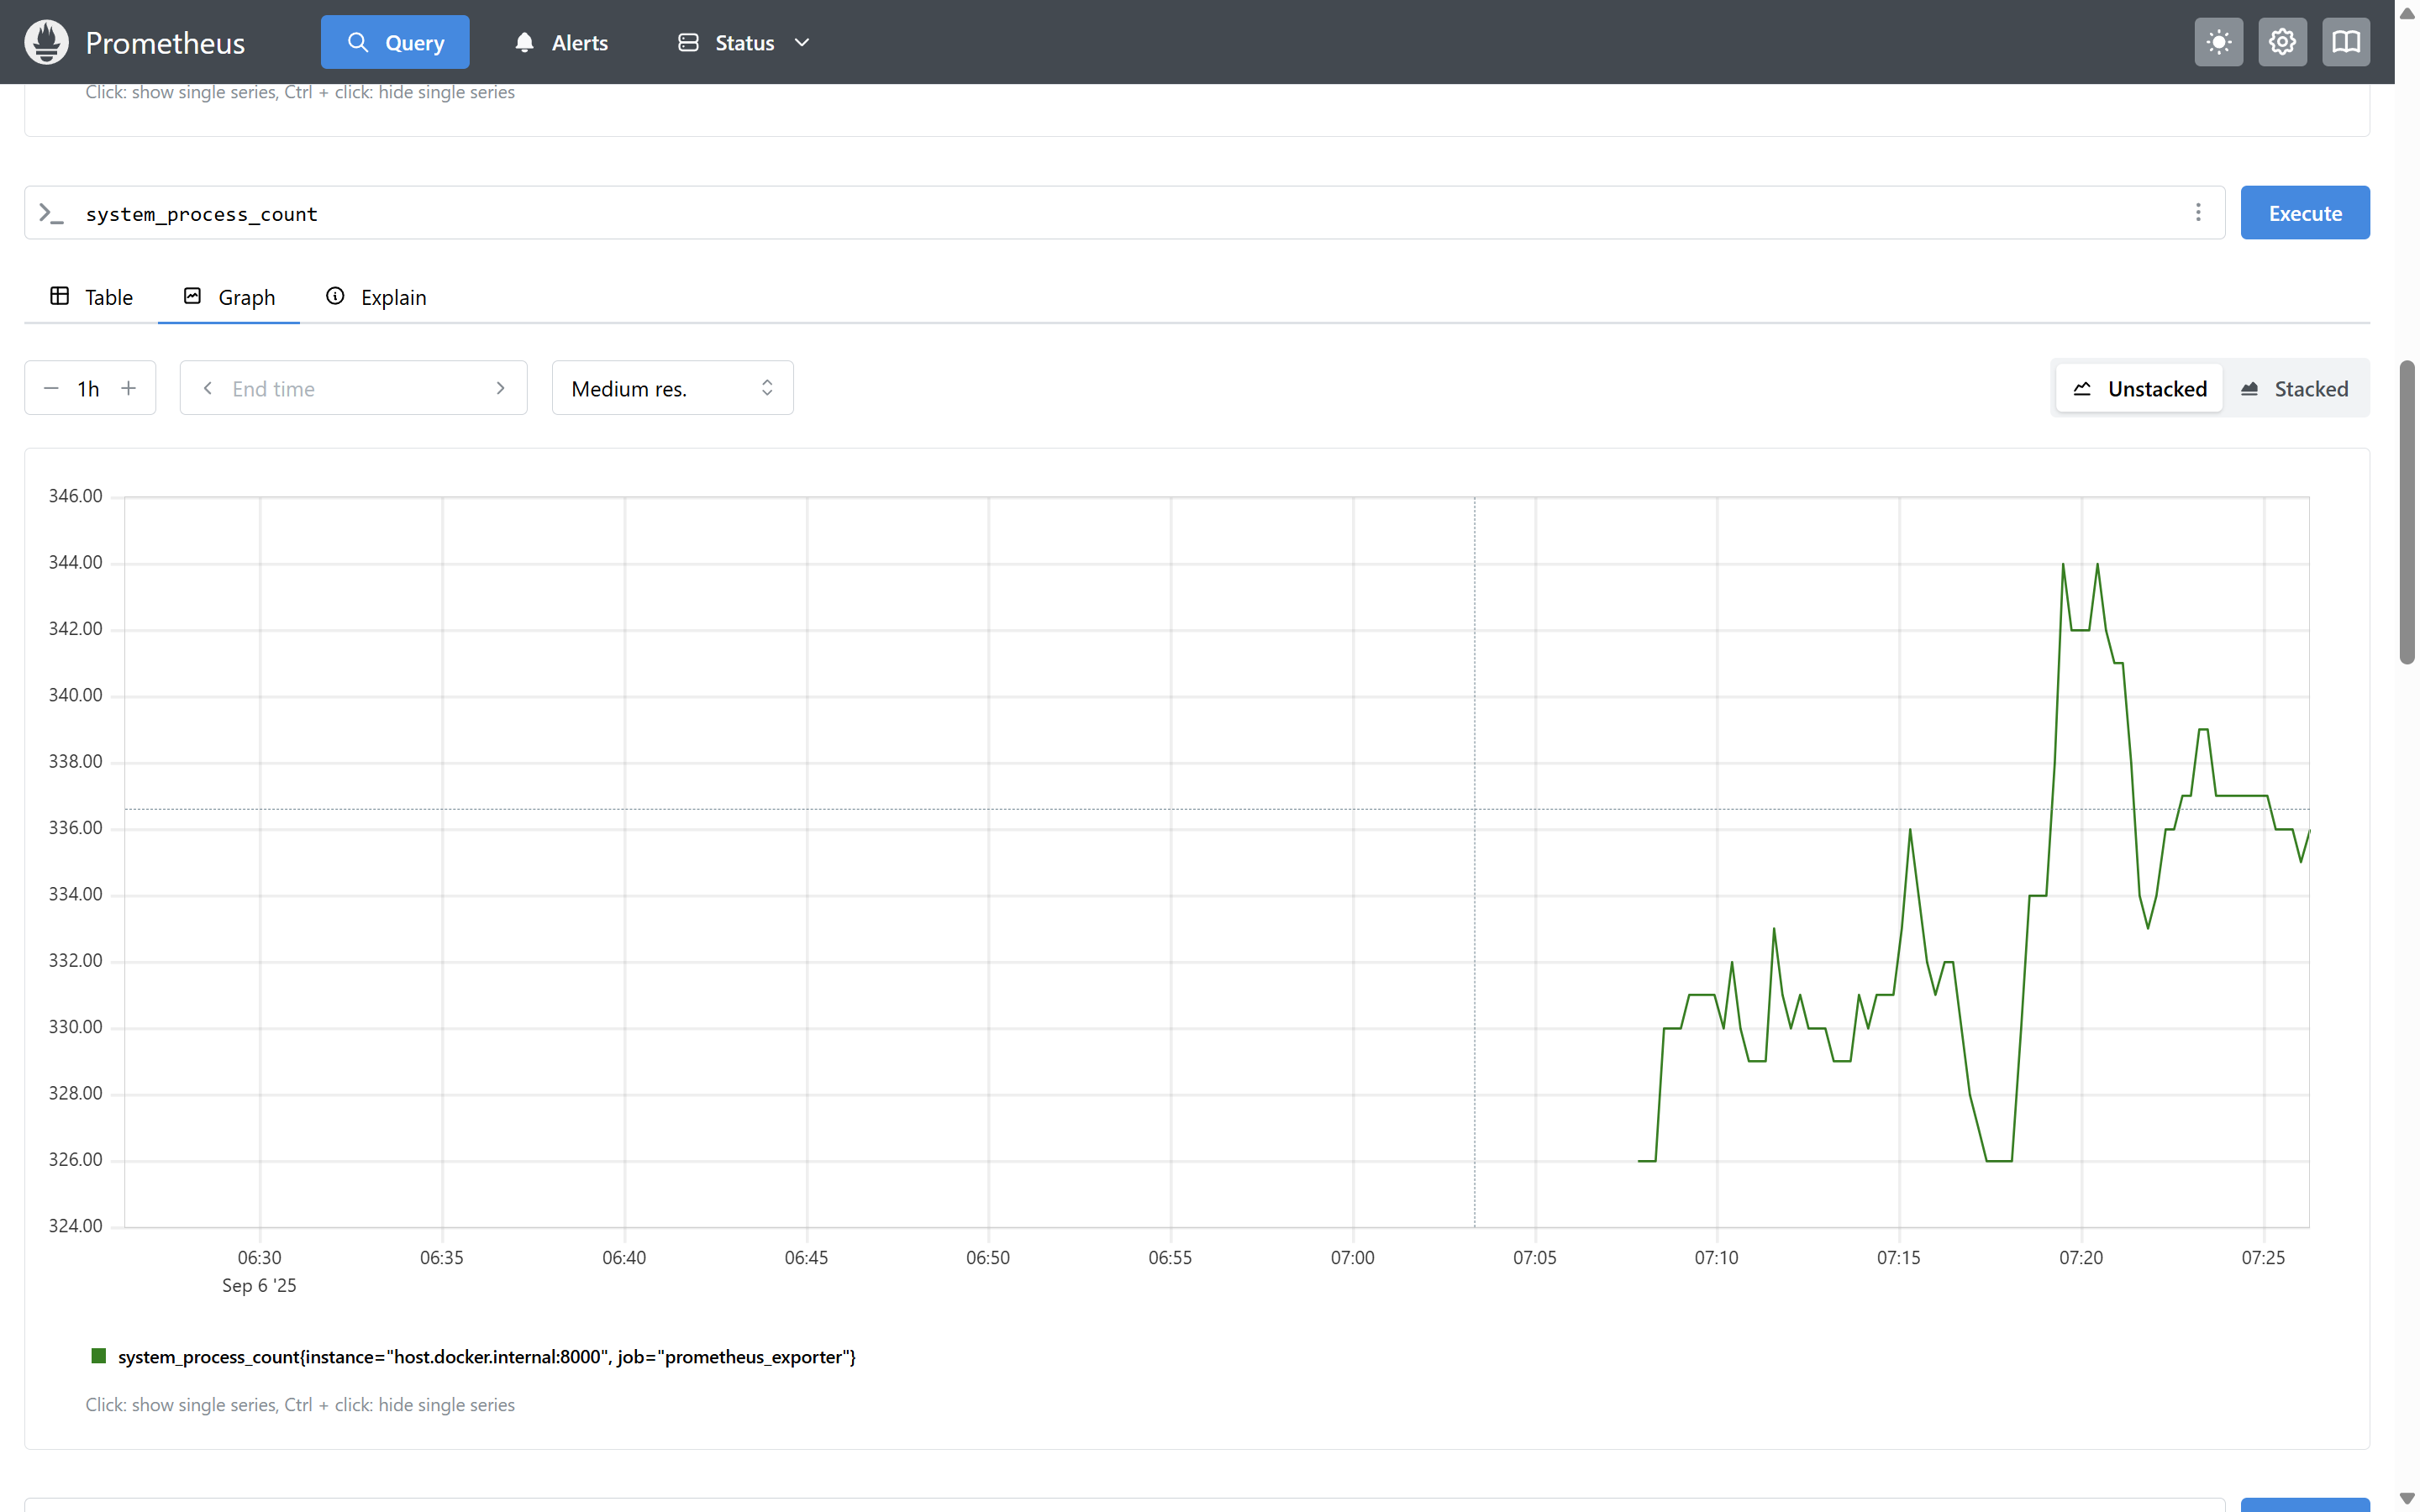 Prometheus Query Alerts Status
Click: show single series, Ctrl + click: hide single series
system_process_count Execute
Table Graph Explain
1h End time Medium res. Unstacked Stacked
346.00
344.00
342.00
340.00
338.00
336.00
334.00
332.00
330.00
328.00
326.00
324.00
06:30 06:35 06:40 06:45 06:50 06:55 07:00 07:05 07:10 07:15 07:20 07:25
Sep 6 '25
system_process_count{instance="host.docker.internal:8000", job="prometheus_exporter"}
Click: show single series, Ctrl + click: hide single series